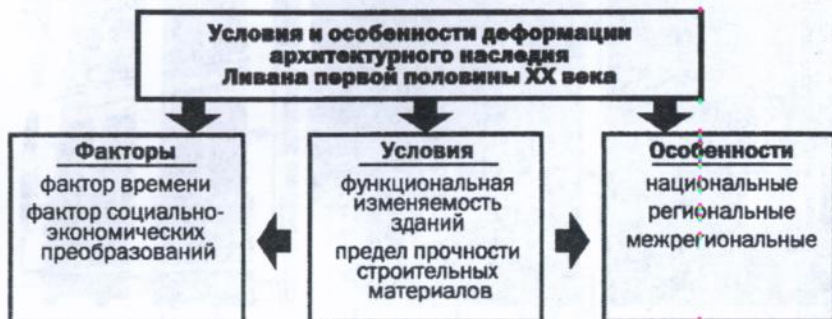 Условия и особенности деформации
архитектурного наследия
Ливана первой половины XX века
Факторы
фактор времени
фактор социально-
экономических
преобразований
Условия
функциональная
изменяемость
зданий
предел прочности
строительных
материалов
Особенности
национальные
региональные
межрегиональные